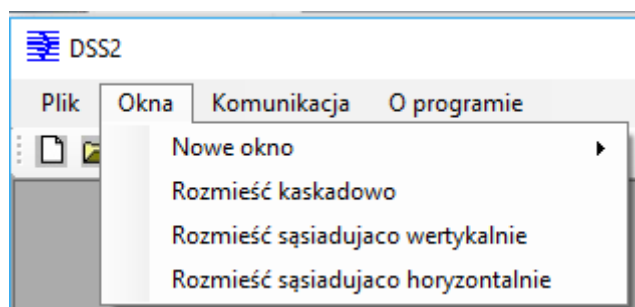 DSS2
Plik Okna Komunikacja O programie
Nowe okno
Rozmieść kaskadowo
Rozmieść sąsiadujaco wertykalnie
Rozmieść sąsiadujaco horyzontalnie